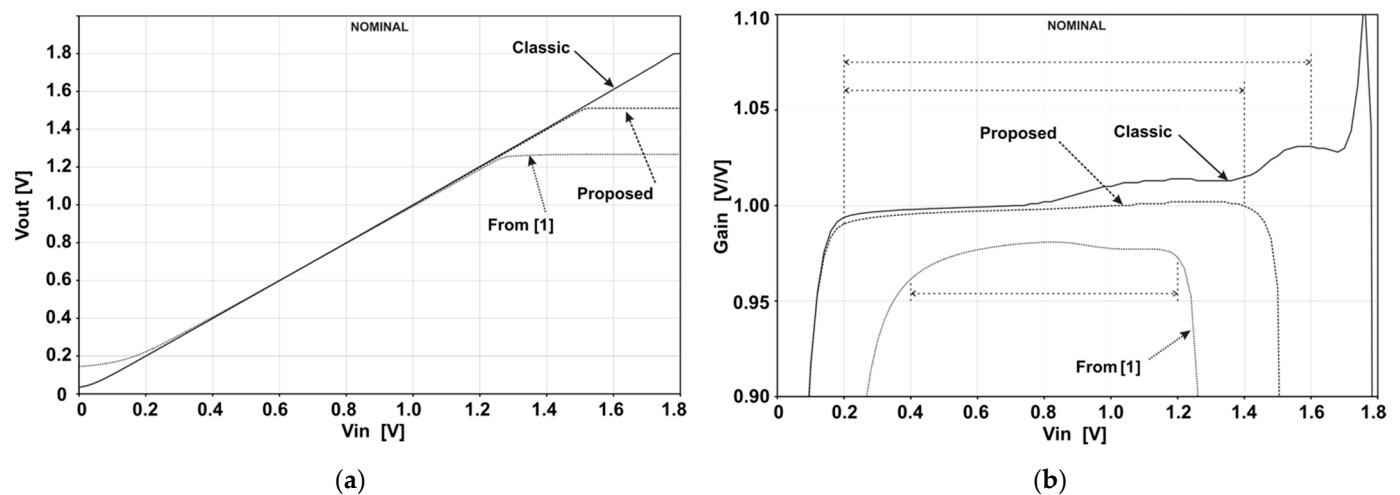 NOMINAL
1.8
1.6
1.4
1.2
1.0
0.8
0.6
0.4
0.2
0
Vout [V]
Classic
Proposed
From [1]
0 0.2 0.4 0.6 0.8 1.0 1.2 1.4 1.6 1.8
Vin [V]
(a)
NOMINAL
1.10
1.05
1.00
0.95
0.90
Gain [V/V]
Proposed
Classic
From [1]
0 0.2 0.4 0.6 0.8 1.0 1.2 1.4 1.6 1.8
Vin [V]
(b)